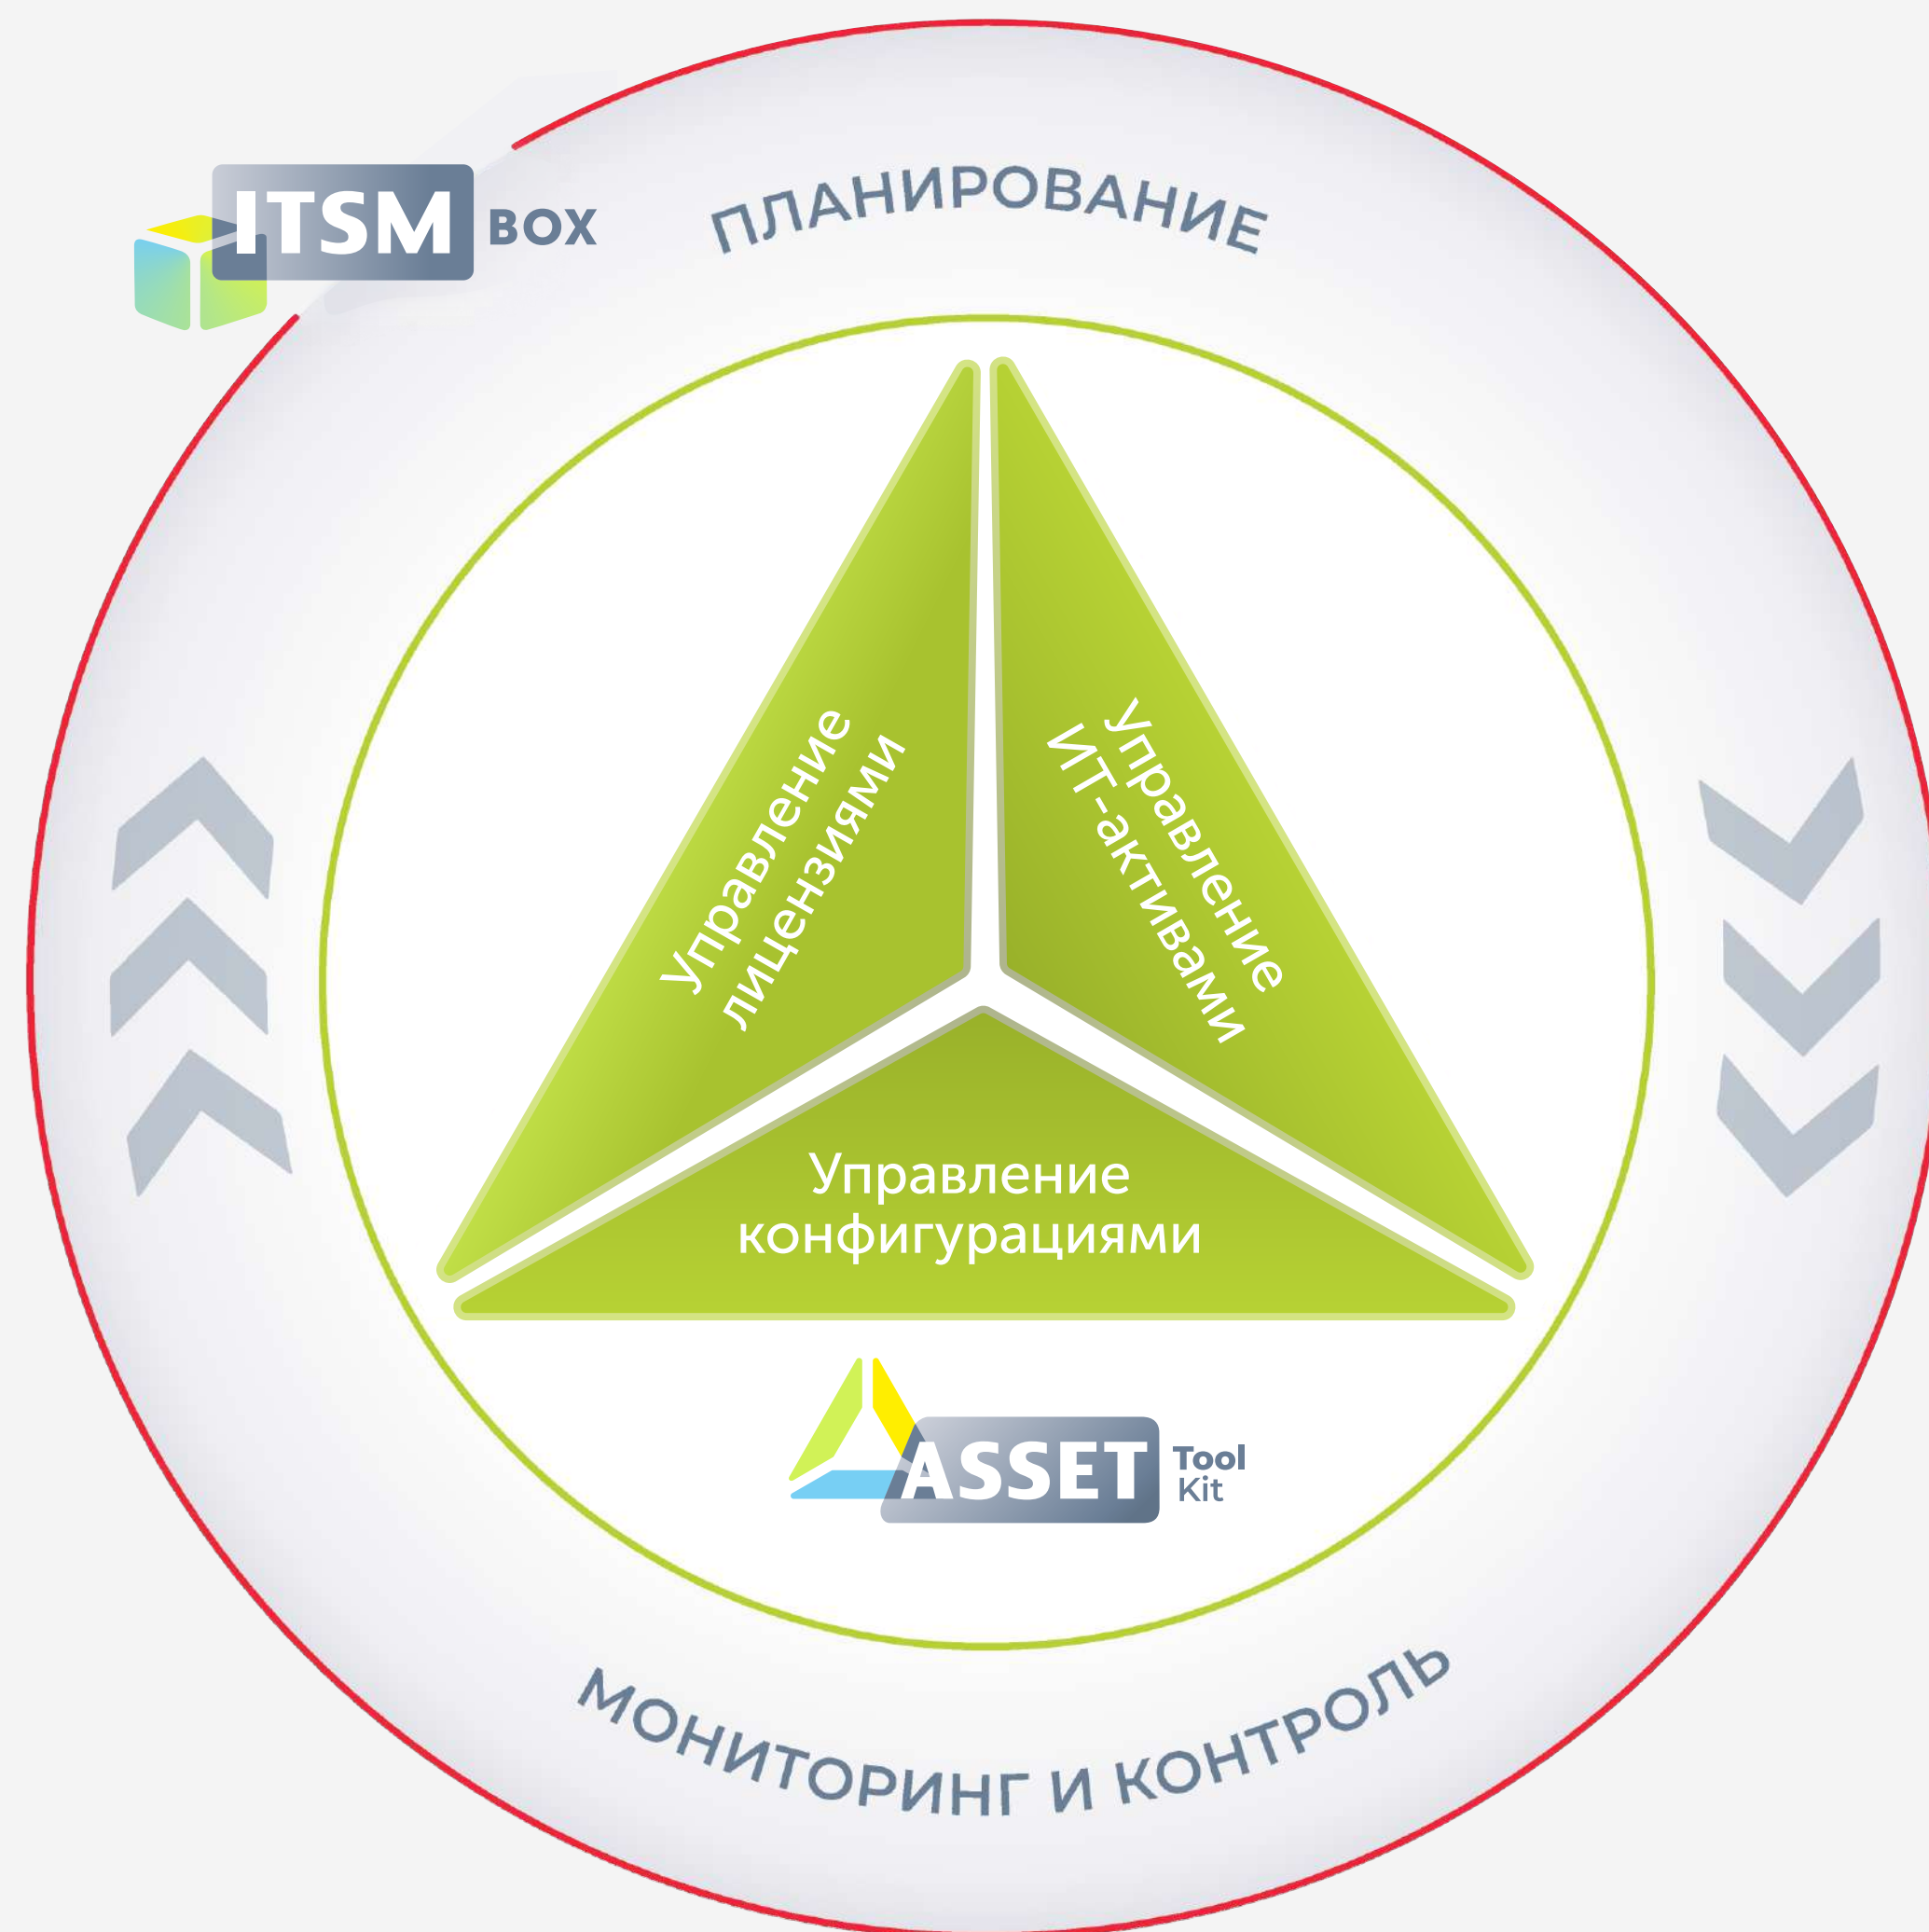 ITSM BOX
ПЛАНИРОВАНИЕ
Управление
лицензиями
Управление
ИТ-активами
Управление
конфигурациями
ASSET Tool
Kit
МОНИТОРИНГ И КОНТРОЛЬ